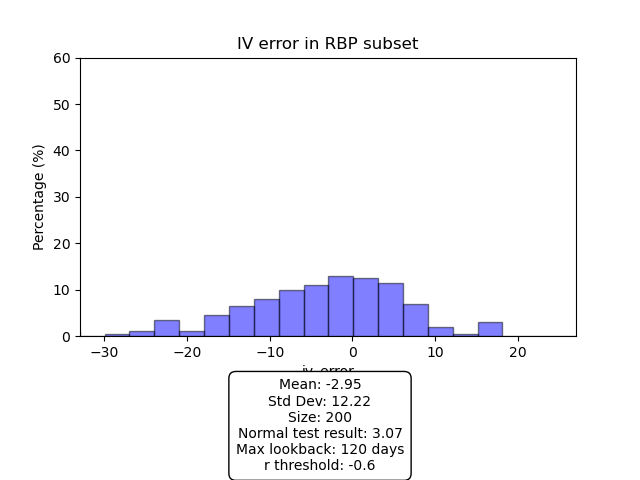 IV error in RBP subset
60
50
40
30
20
10
0
Percentage (%)
−30
−20
−10
0
10
20
iv_error
Mean: -2.95
Std Dev: 12.22
Size: 200
Normal test result: 3.07
Max lookback: 120 days
r threshold: -0.6